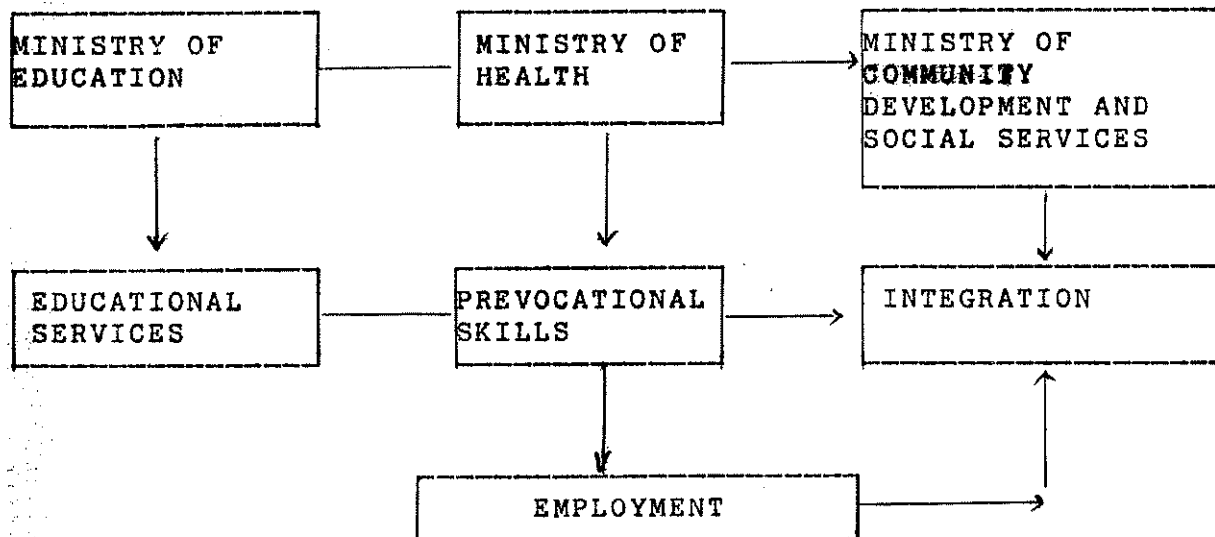 MINISTRY OF
EDUCATION
MINISTRY OF
HEALTH
MINISTRY OF
COMMUNITY
DEVELOPMENT AND
SOCIAL SERVICES
EDUCATIONAL
SERVICES
PREVOCATIONAL
SKILLS
INTEGRATION
EMPLOYMENT